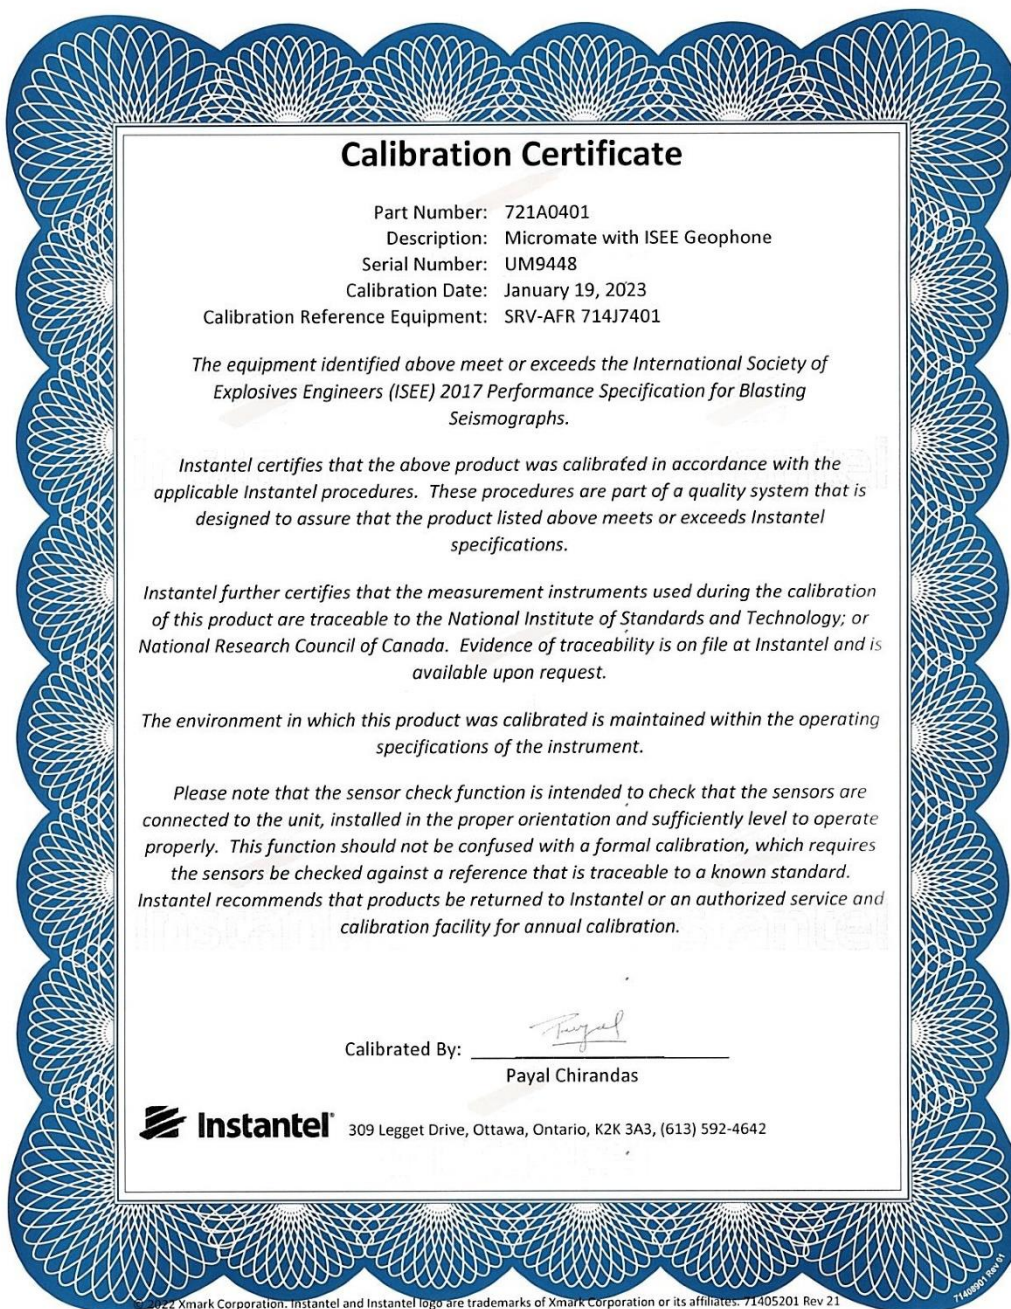 Calibration Certificate
Part Number: 721A0401
Description: Micromate with ISEE Geophone
Serial Number: UM9448
Calibration Date: January 19, 2023
Calibration Reference Equipment: SRV-AFR 714J7401
The equipment identified above meet or exceeds the International Society of
Explosives Engineers (ISEE) 2017 Performance Specification for Blasting
Seismographs.
Instantel certifies that the above product was calibrated in accordance with the
applicable Instantel procedures. These procedures are part of a quality system that is
designed to assure that the product listed above meets or exceeds Instantel
specifications.
Instantel further certifies that the measurement instruments used during the calibration
of this product are traceable to the National Institute of Standards and Technology; or
National Research Council of Canada. Evidence of traceability is on file at Instantel and is
available upon request.
The environment in which this product was calibrated is maintained within the operating
specifications of the instrument.
Please note that the sensor check function is intended to check that the sensors are
connected to the unit, installed in the proper orientation and sufficiently level to operate
properly. This function should not be confused with a formal calibration, which requires
the sensors be checked against a reference that is traceable to a known standard.
Instantel recommends that products be returned to Instantel or an authorized service and
calibration facility for annual calibration.
Payal
Calibrated By:
Payal Chirandas
Instantel 309 Legget Drive, Ottawa, Ontario, K2K 3A3, (613) 592-4642
71408901 Rev 01
© 2022 Xmark Corporation. Instantel and Instantel logo are trademarks of Xmark Corporation or its affiliates. 71405201 Rev 21